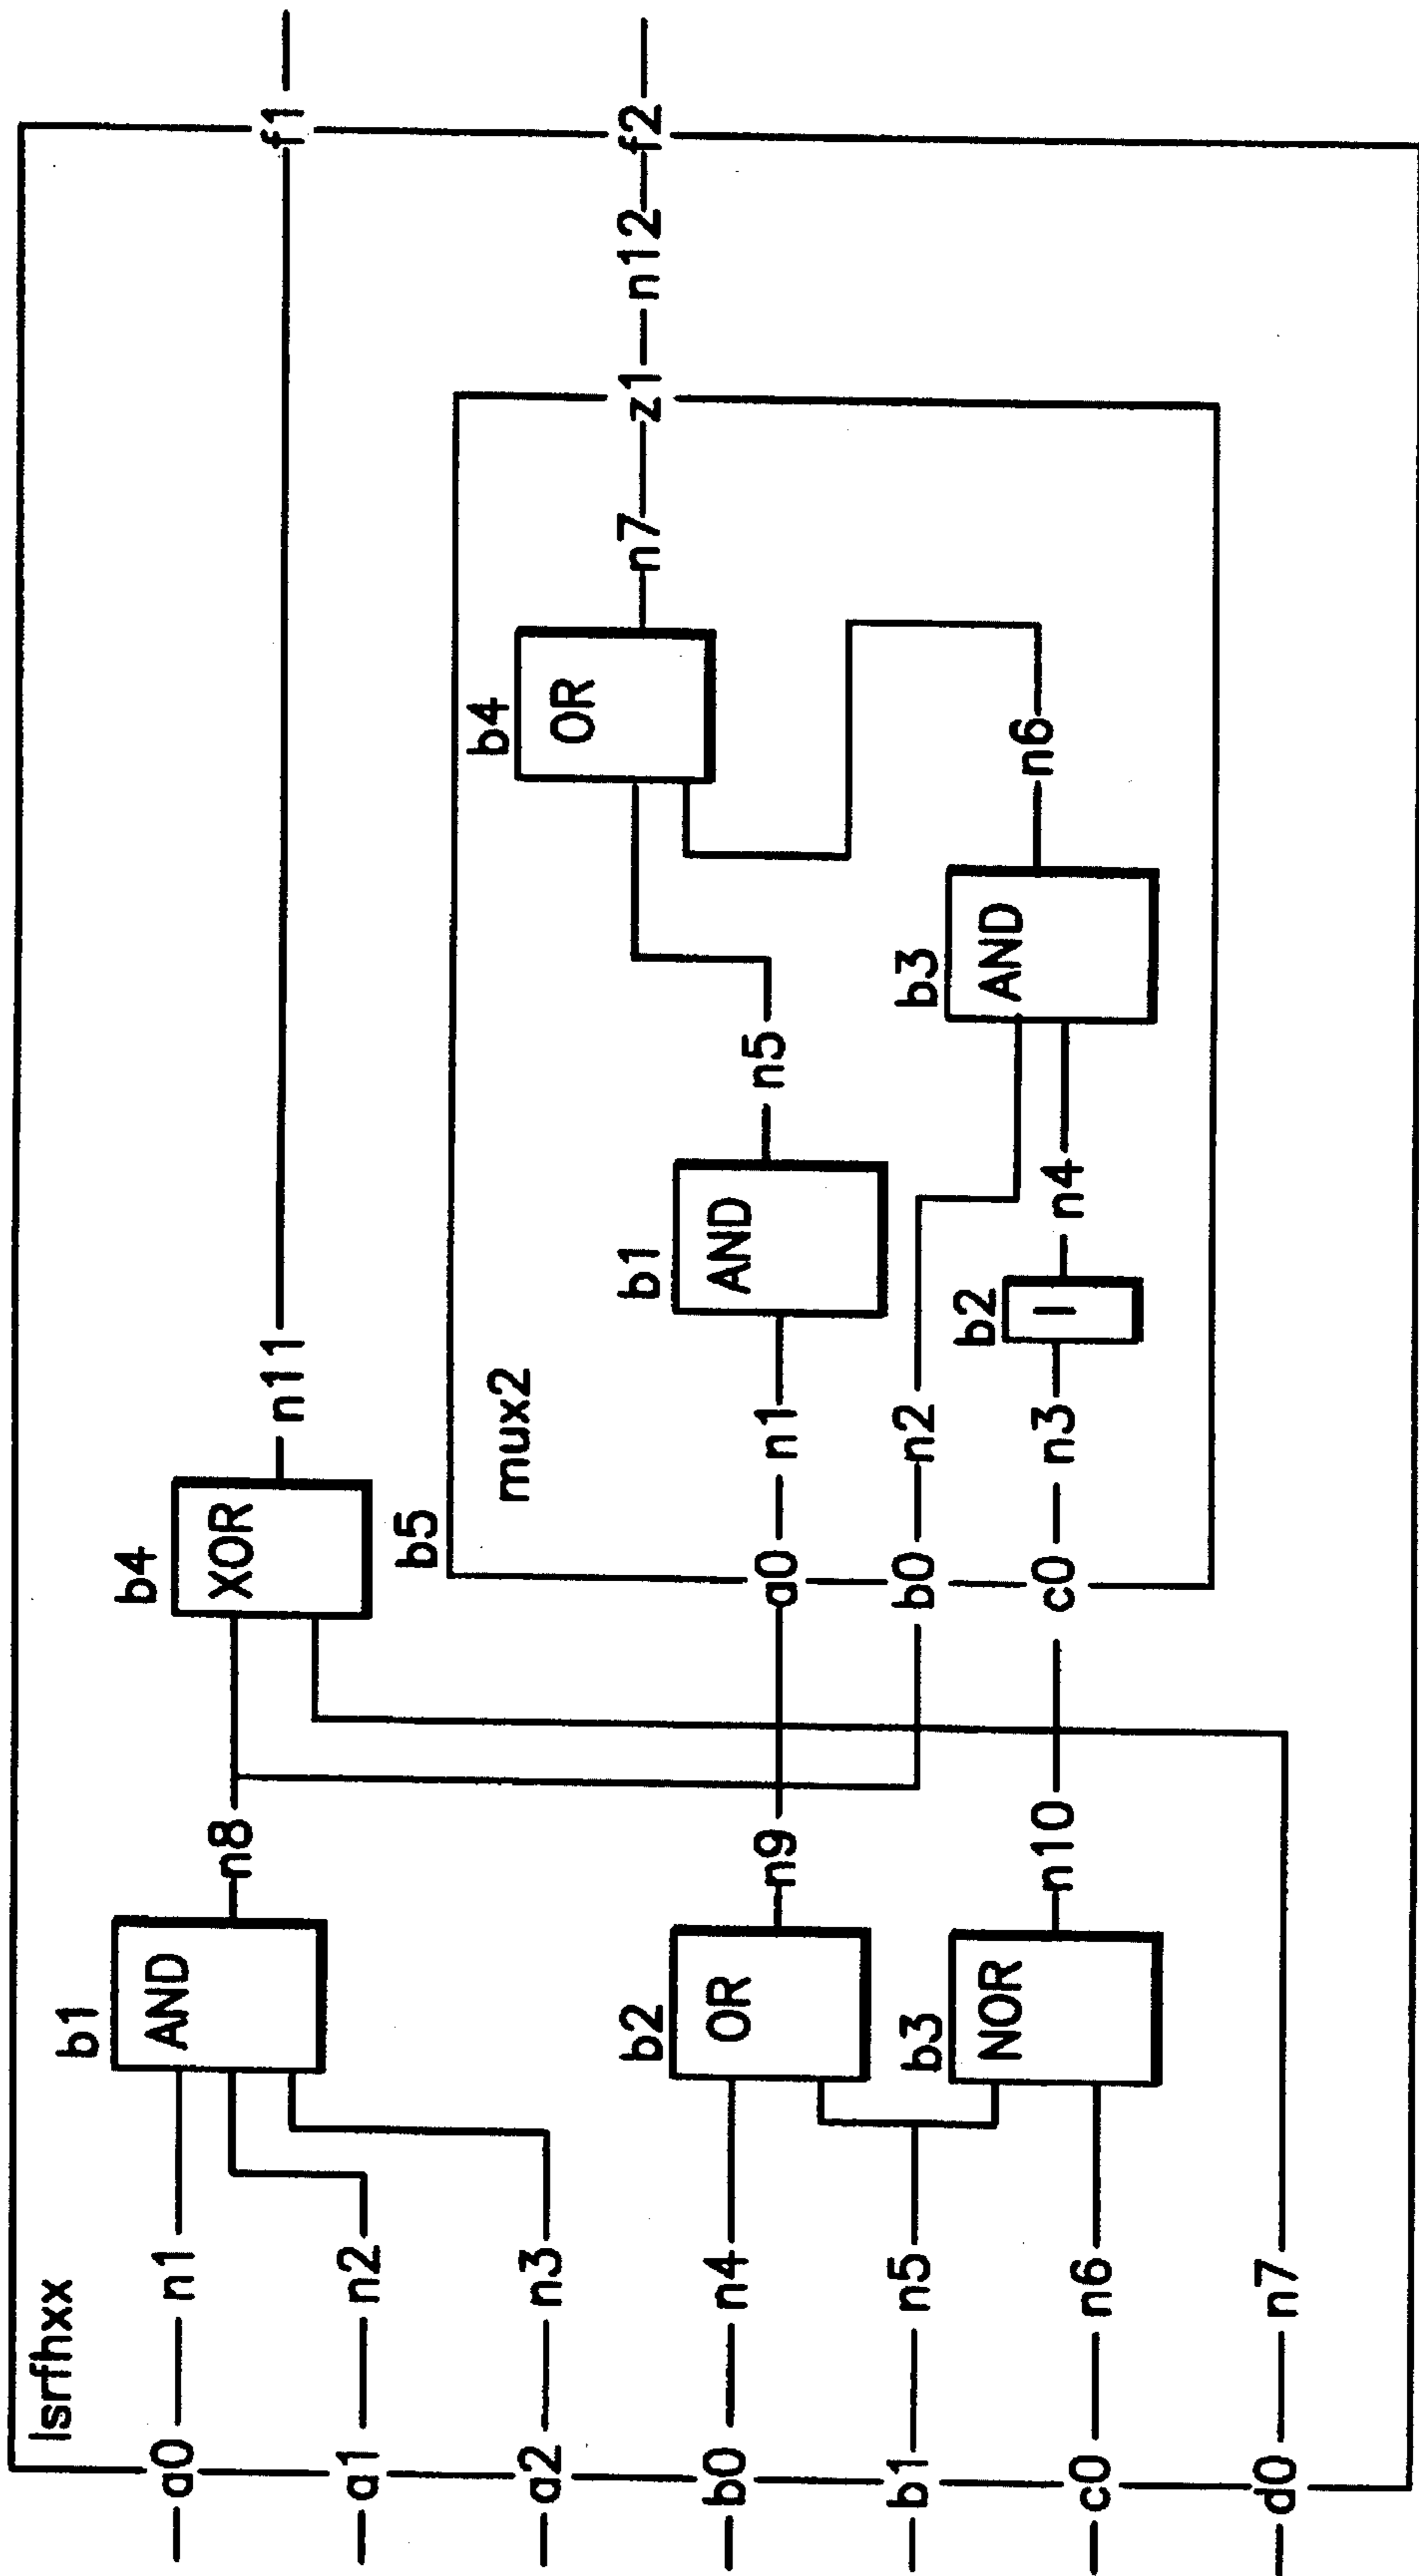 lsrfhxx
a0 n1
a1 n2
a2 n3
b0 n4
b1 n5
c0 n6
d0 n7
b1
AND
n8
b2
OR
n9
b3
NOR
n10
b4
XOR
n11
f1
b5
mux2
a0 n1
b0 n2
c0 n3
b1
AND
n5
b2
I
n4
b3
AND
n6
b4
OR
n7
z1 n12 f2